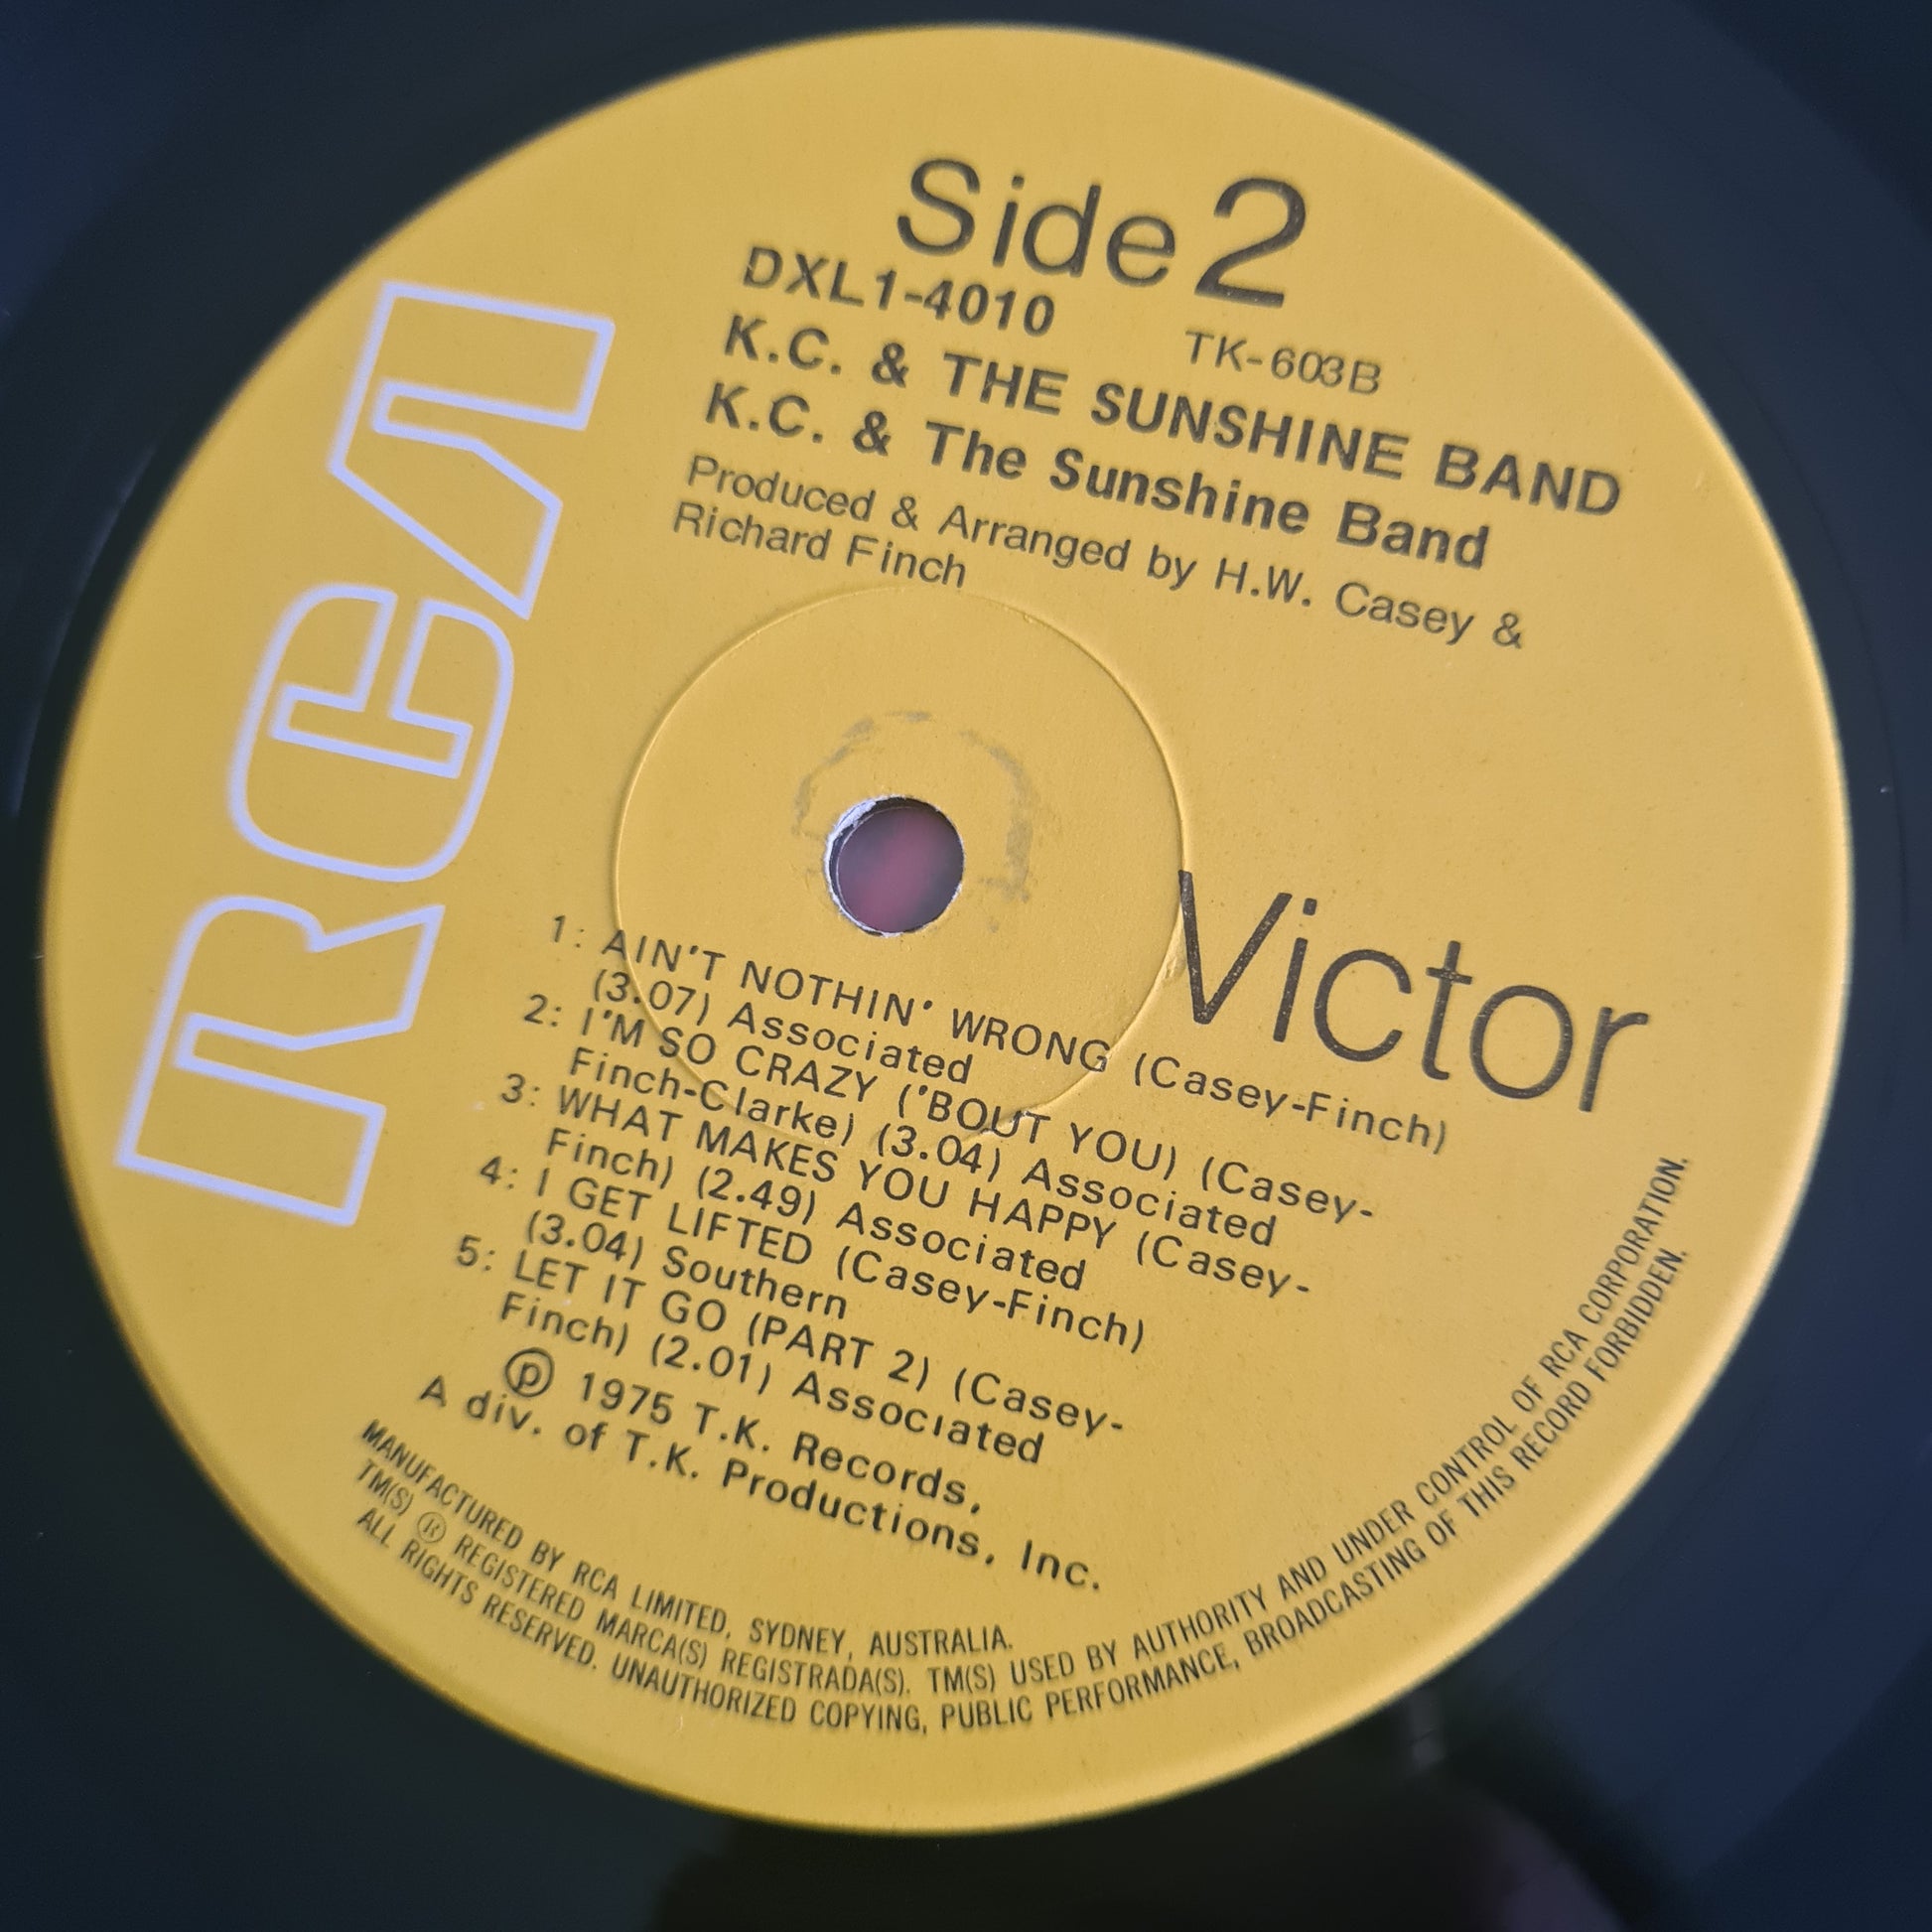 Side 2
DXL1-4010
TK-603B
K.C. & THE SUNSHINE BAND
K.C. & The Sunshine Band
Produced & Arranged by H.W. Casey &
Richard Finch
RCA
Victor
1: AIN'T NOTHIN' WRONG (Casey-Finch)
(3.07) Associated
2: I'M SO CRAZY ('BOUT YOU) (Casey-
Finch-Clarke) (3.04) Associated
3: WHAT MAKES YOU HAPPY (Casey-
Finch) (2.49) Associated
4: I GET LIFTED (Casey-Finch)
(3.04) Southern
5: LET IT GO (PART 2) (Casey-
Finch) (2.01) Associated
℗ 1975 T.K. Records,
A div. of T.K. Productions, Inc.
MANUFACTURED BY RCA LIMITED, SYDNEY, AUSTRALIA.
TM(S) ® REGISTERED MARCA(S) REGISTRADA(S). TM(S) USED BY AUTHORITY AND UNDER CONTROL OF RCA CORPORATION.
ALL RIGHTS RESERVED. UNAUTHORIZED COPYING, PUBLIC PERFORMANCE, BROADCASTING OF THIS RECORD FORBIDDEN.